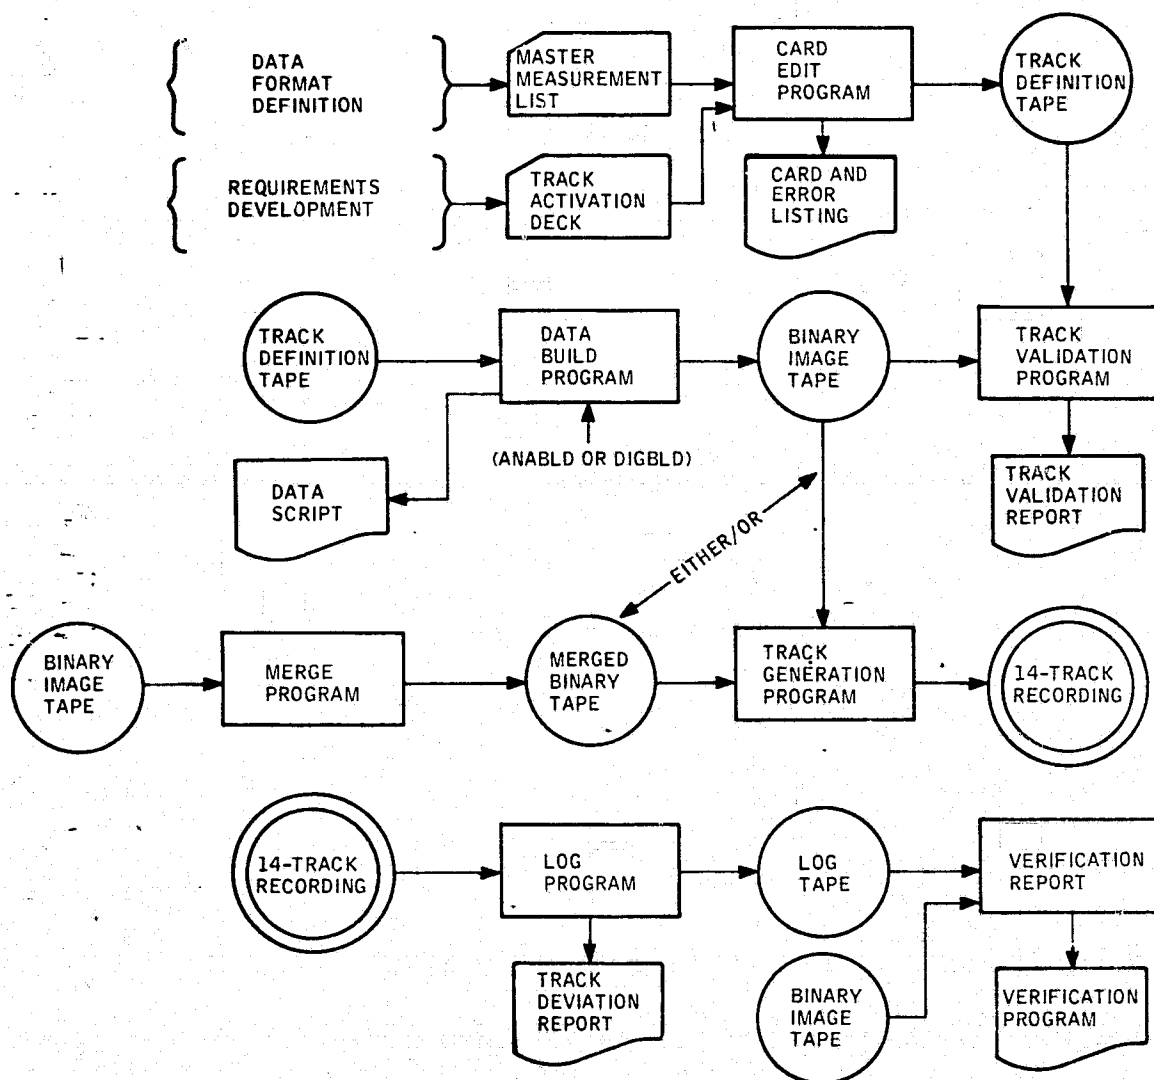 DATA
FORMAT
DEFINITION
MASTER
MEASUREMENT
LIST
CARD
EDIT
PROGRAM
TRACK
DEFINITION
TAPE
REQUIREMENTS
DEVELOPMENT
TRACK
ACTIVATION
DECK
CARD AND
ERROR
LISTING
TRACK
DEFINITION
TAPE
DATA
BUILD
PROGRAM
BINARY
IMAGE
TAPE
TRACK
VALIDATION
PROGRAM
(ANABLD OR DIGBLD)
DATA
SCRIPT
TRACK
VALIDATION
REPORT
EITHER/OR
BINARY
IMAGE
TAPE
MERGE
PROGRAM
MERGED
BINARY
TAPE
TRACK
GENERATION
PROGRAM
14-TRACK
RECORDING
14-TRACK
RECORDING
LOG
PROGRAM
LOG
TAPE
VERIFICATION
REPORT
TRACK
DEVIATION
REPORT
BINARY
IMAGE
TAPE
VERIFICATION
PROGRAM